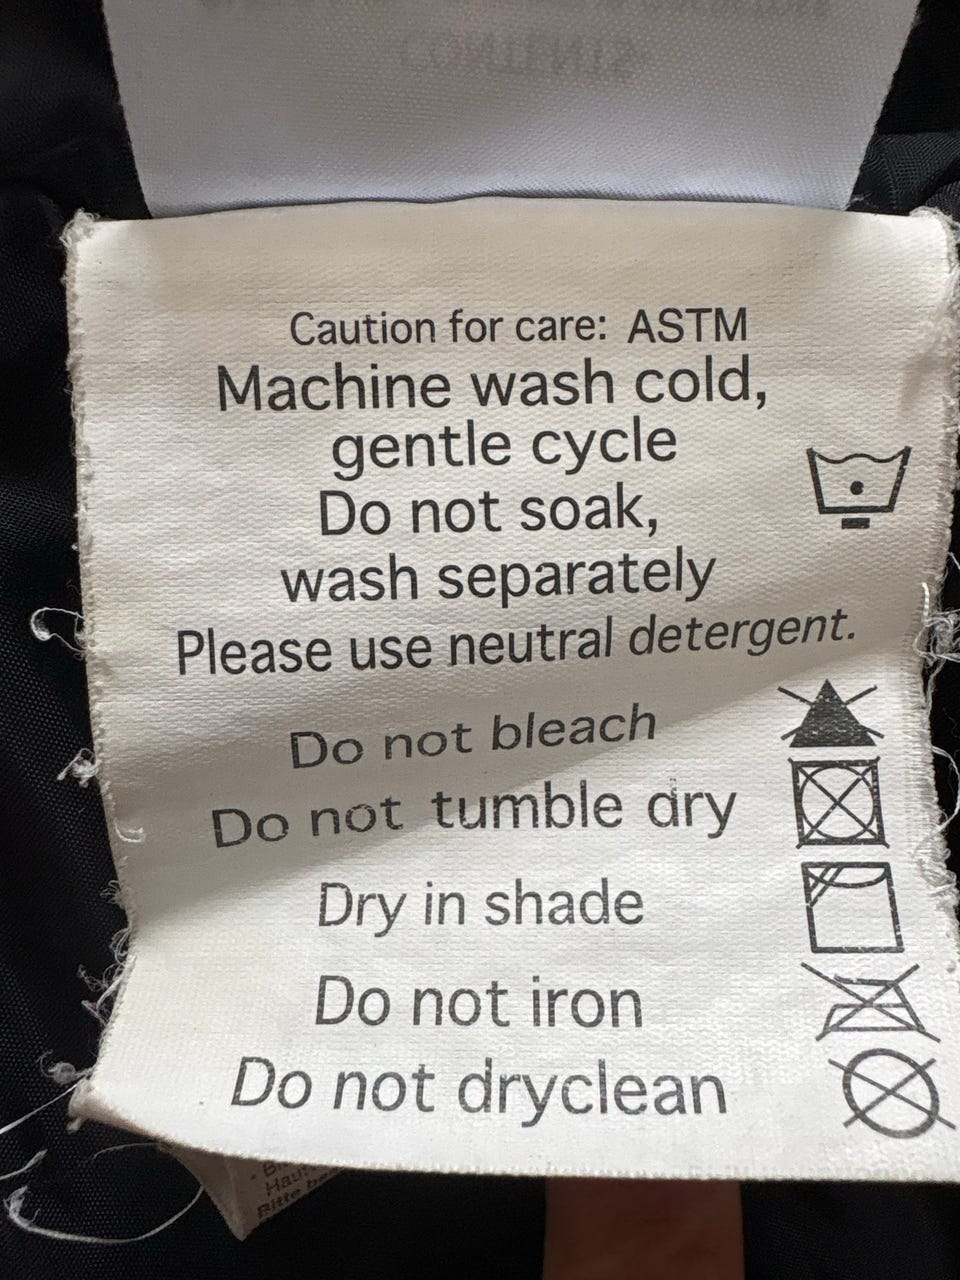 Caution for care: ASTM
Machine wash cold,
gentle cycle
Do not soak,
wash separately
Please use neutral detergent.
Do not bleach
Do not tumble dry
Dry in shade
Do not iron
Do not dryclean
Bitte